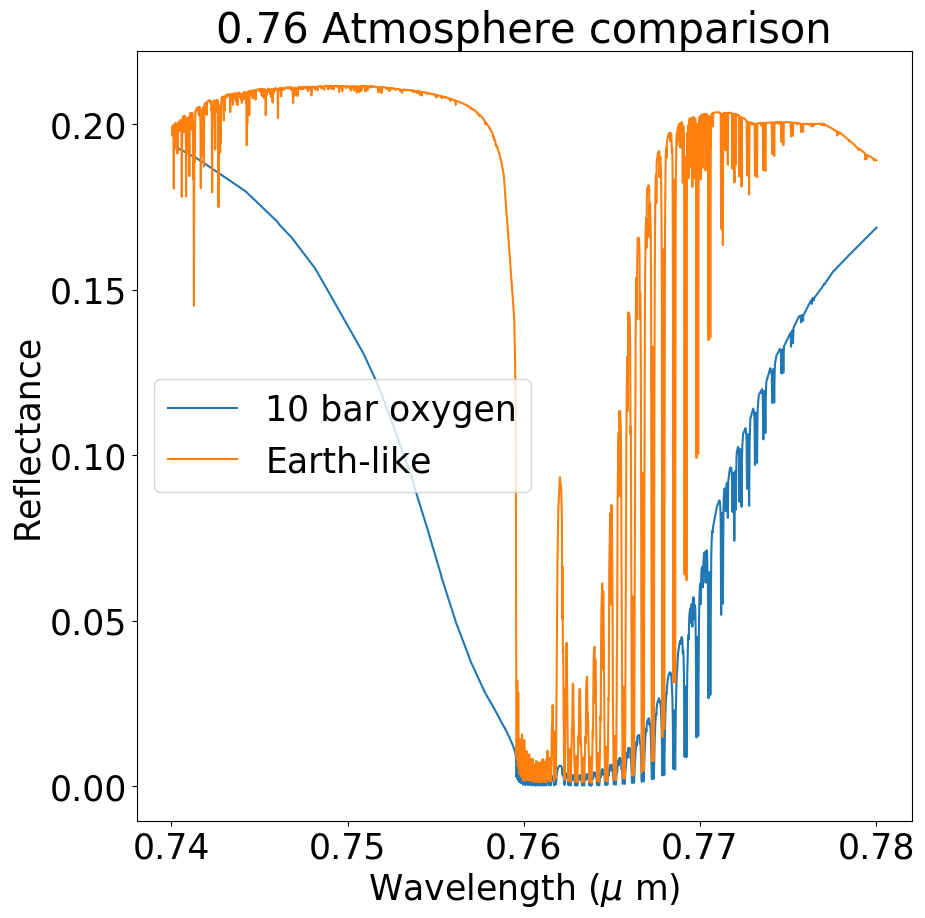 0.76 Atmosphere comparison
Reflectance
0.20
0.15
0.10
0.05
0.00
10 bar oxygen
Earth-like
0.74 0.75 0.76 0.77 0.78
Wavelength (μ m)